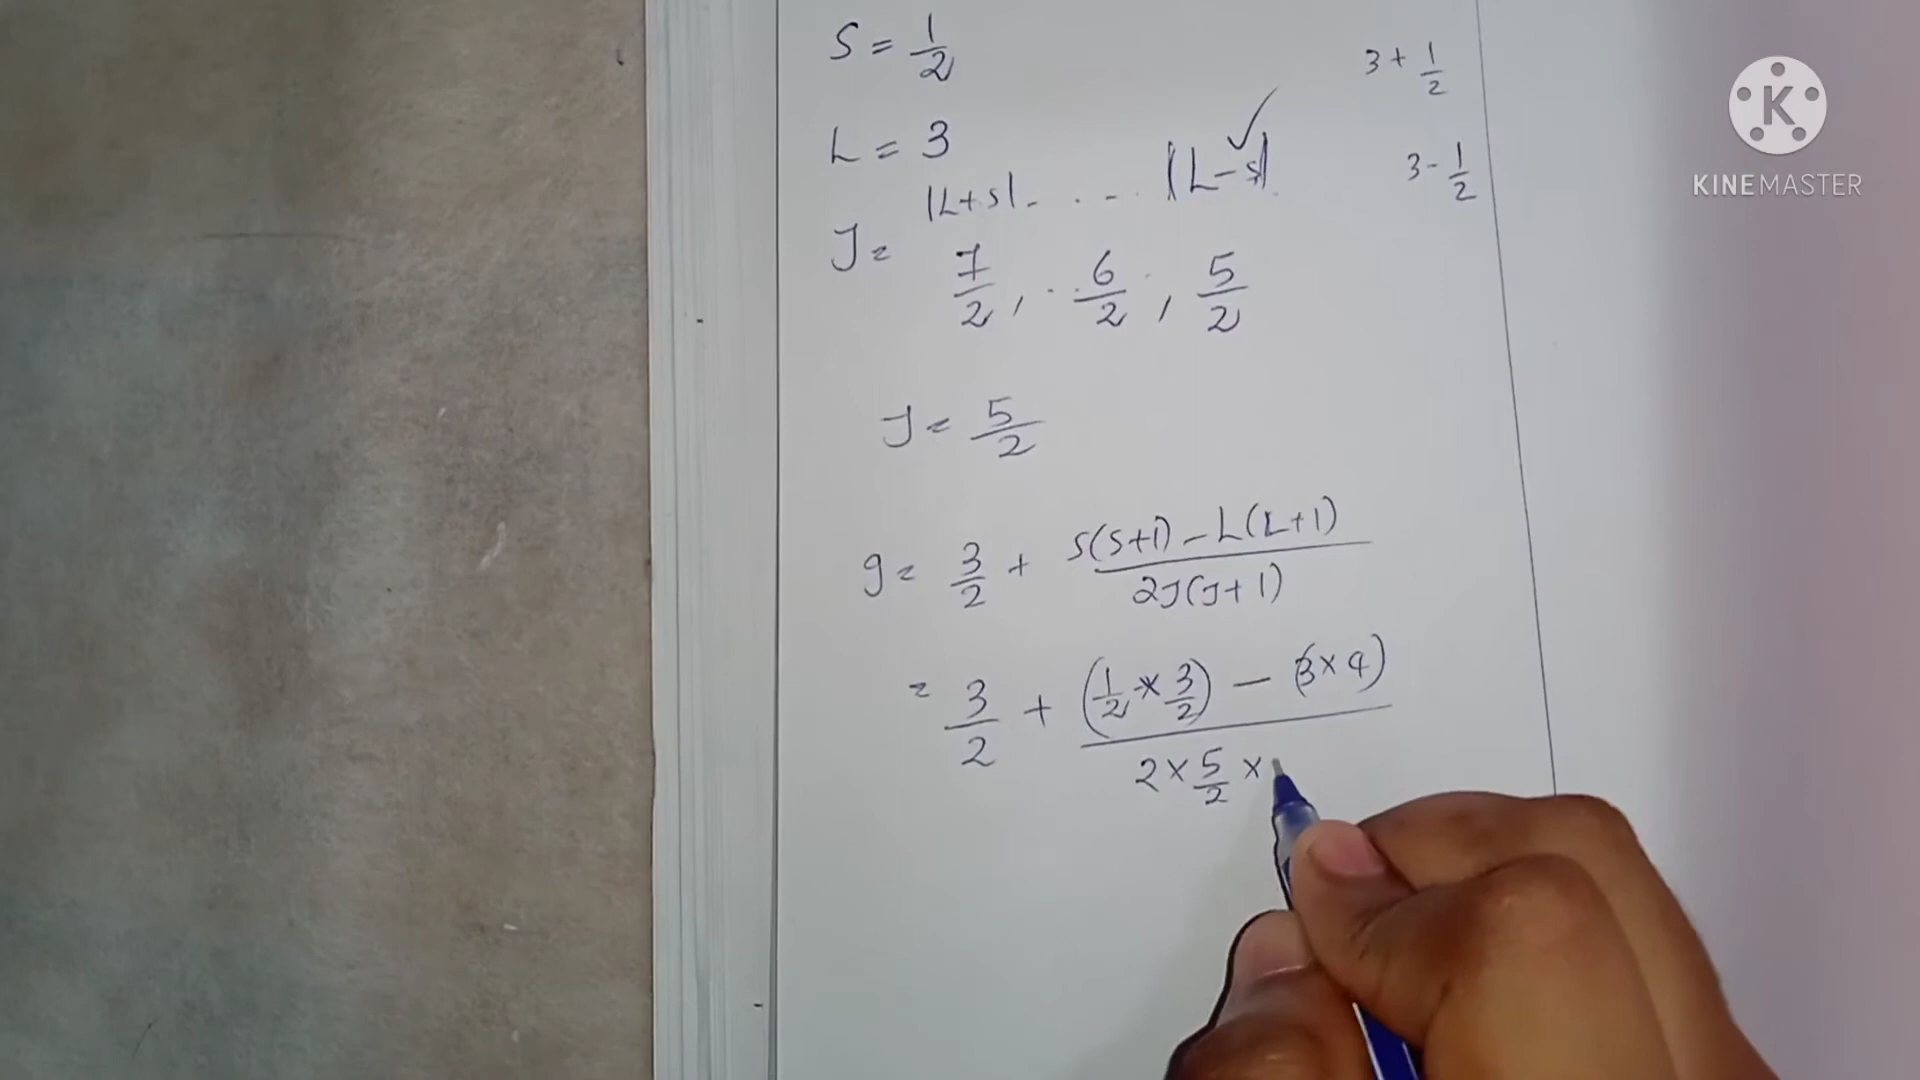 S = 1/2
3 + 1/2
L = 3
3 - 1/2
|L+S| - . . - . |L-S| ✓
J = 7/2 , . . 6/2 , 5/2
J = 5/2
g = 3/2 + S(S+1) - L(L+1) / 2J(J+1)
= 3/2 + (1/2 × 3/2) - (3×4) / 2 × 5/2 ×
K
KINEMASTER